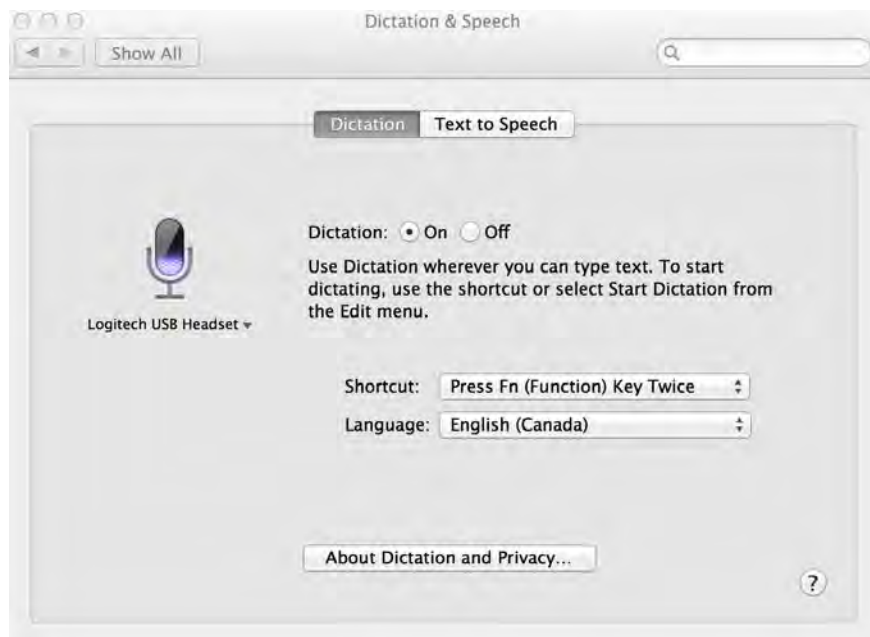 Dictation & Speech
Show All
Dictation Text to Speech
Dictation: On Off
Use Dictation wherever you can type text. To start
dictating, use the shortcut or select Start Dictation from
the Edit menu.
Logitech USB Headset
Shortcut: Press Fn (Function) Key Twice
Language: English (Canada)
About Dictation and Privacy...
?